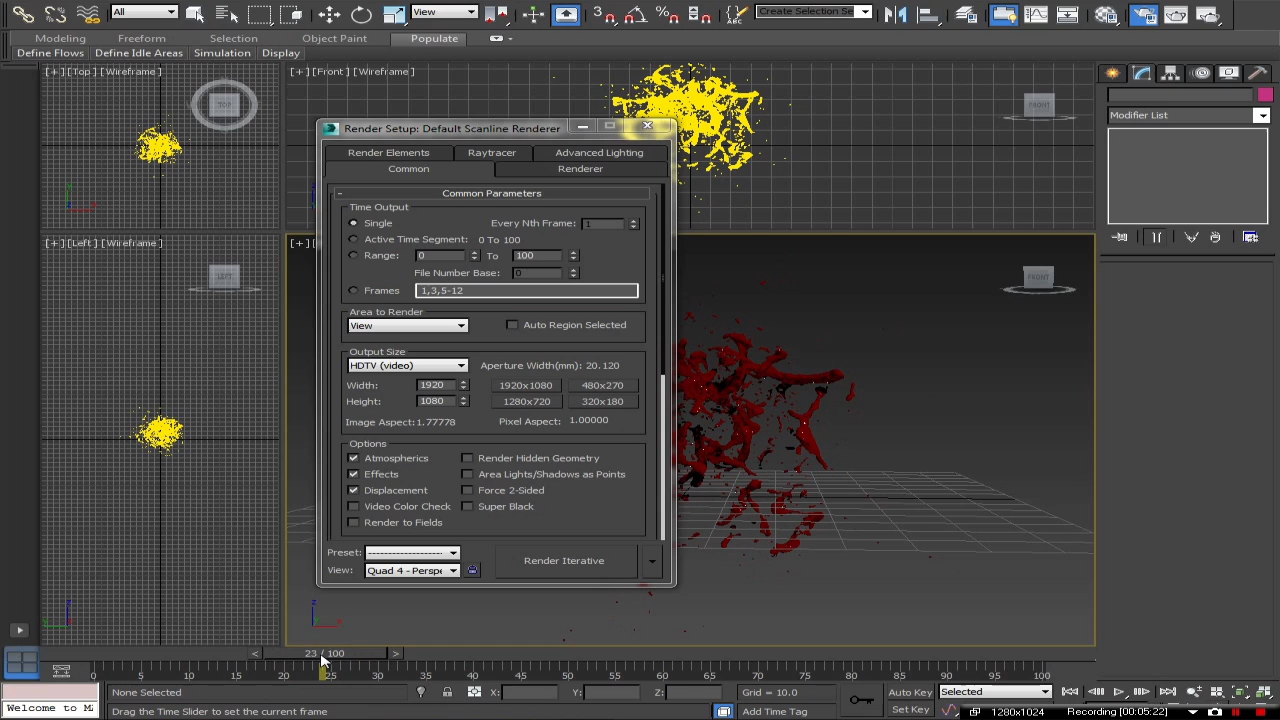 All
View
Create Selection Se
Modeling Freeform Selection Object Paint Populate
Define Flows Define Idle Areas Simulation Display
[+][Top][Wireframe]
TOP
[+][Front][Wireframe]
FRONT
Modifier List
Render Setup: Default Scanline Renderer
Render Elements Raytracer Advanced Lighting
Common Renderer
Common Parameters
Time Output
Single Every Nth Frame: 1
Active Time Segment: 0 To 100
Range: 0 To 100
File Number Base: 0
Frames 1,3,5-12
Area to Render
View Auto Region Selected
Output Size
HDTV (video) Aperture Width(mm): 20.120
Width: 1920 1920x1080 480x270
Height: 1080 1280x720 320x180
Image Aspect: 1.77778 Pixel Aspect: 1.00000
Options
Atmospherics Render Hidden Geometry
Effects Area Lights/Shadows as Points
Displacement Force 2-Sided
Video Color Check Super Black
Render to Fields
Preset: --------------------
View: Quad 4 - Perspe Render Iterative
[+][Left][Wireframe]
LEFT
[+]
FRONT
< 23 / 100 >
0 5 10 15 20 25 30 35 40 45 50 55 60 65 70 75 80 85 90 95 100
None Selected X: Y: Z: Grid = 10.0 Auto Key Selected
Welcome to M Drag the Time Slider to set the current frame Add Time Tag Set Key
1280x1024 Recording [00:05:22]